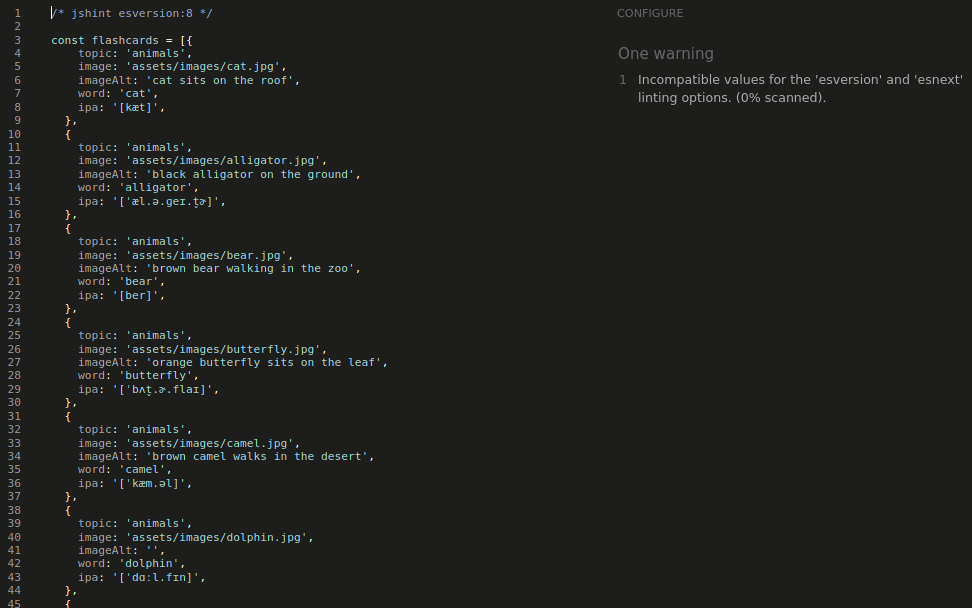 1 /* jshint esversion:8 */
2
3 const flashcards = [{
4 topic: 'animals',
5 image: 'assets/images/cat.jpg',
6 imageAlt: 'cat sits on the roof',
7 word: 'cat',
8 ipa: '[kæt]',
9 },
10 {
11 topic: 'animals',
12 image: 'assets/images/alligator.jpg',
13 imageAlt: 'black alligator on the ground',
14 word: 'alligator',
15 ipa: '[ˈæl.ə.ɡeɪ.t̬ɚ]',
16 },
17 {
18 topic: 'animals',
19 image: 'assets/images/bear.jpg',
20 imageAlt: 'brown bear walking in the zoo',
21 word: 'bear',
22 ipa: '[ber]',
23 },
24 {
25 topic: 'animals',
26 image: 'assets/images/butterfly.jpg',
27 imageAlt: 'orange butterfly sits on the leaf',
28 word: 'butterfly',
29 ipa: '[ˈbʌt̬.ɚ.flaɪ]',
30 },
31 {
32 topic: 'animals',
33 image: 'assets/images/camel.jpg',
34 imageAlt: 'brown camel walks in the desert',
35 word: 'camel',
36 ipa: '[ˈkæm.əl]',
37 },
38 {
39 topic: 'animals',
40 image: 'assets/images/dolphin.jpg',
41 imageAlt: '',
42 word: 'dolphin',
43 ipa: '[ˈdɑːl.fɪn]',
44 },
45 {
CONFIGURE
One warning
1 Incompatible values for the 'esversion' and 'esnext'
linting options. (0% scanned).